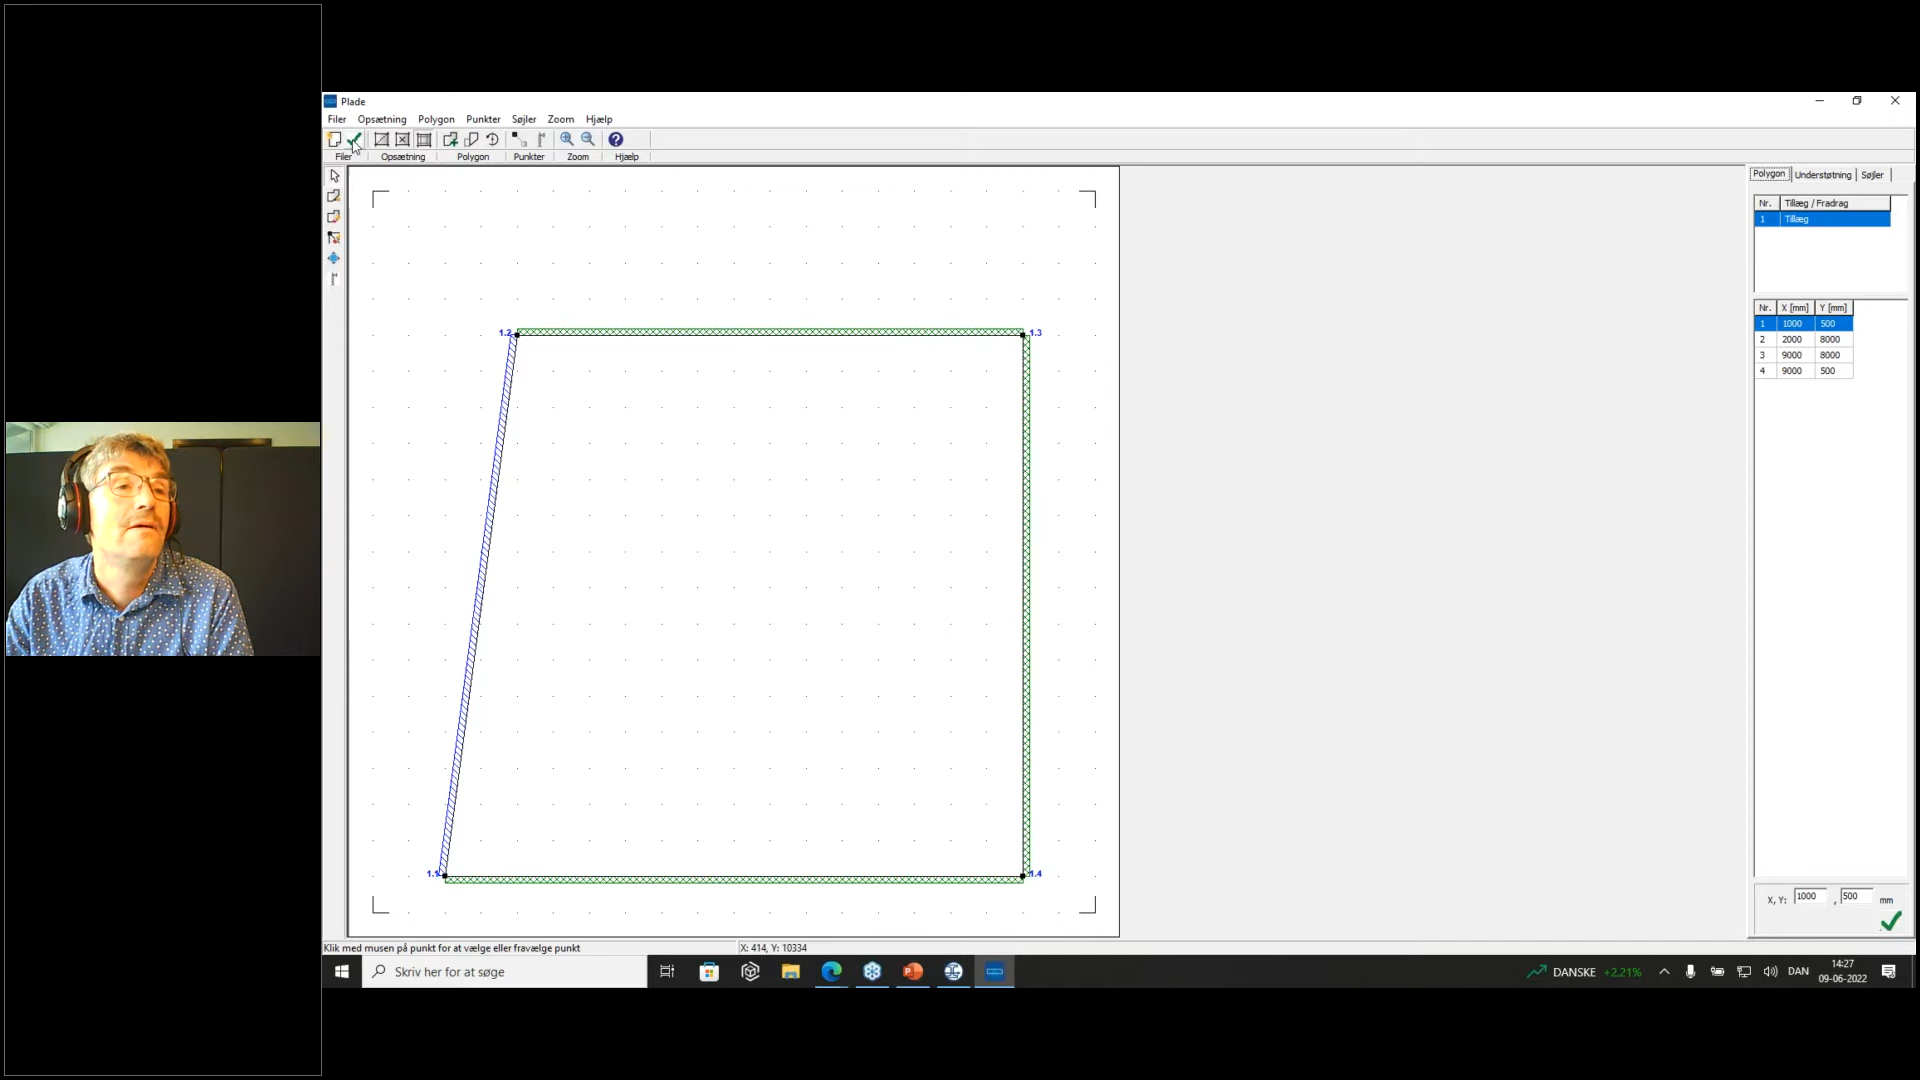 Plade
Filer Opsætning Polygon Punkter Søjler Zoom Hjælp
Filer Opsætning Polygon Punkter Zoom Hjælp
Polygon Understøtning Søjler
Nr. Tillæg / Fradrag
1 Tillæg
Nr. X [mm] Y [mm]
1 1000 500
2 2000 8000
3 9000 8000
4 9000 500
1.2
1.3
1.1
1.4
X, Y: 1000 , 500 mm
Klik med musen på punkt for at vælge eller fravælge punkt
X: 414, Y: 10334
Skriv her for at søge
DANSKE +2,21%
DAN
14:27
09-06-2022